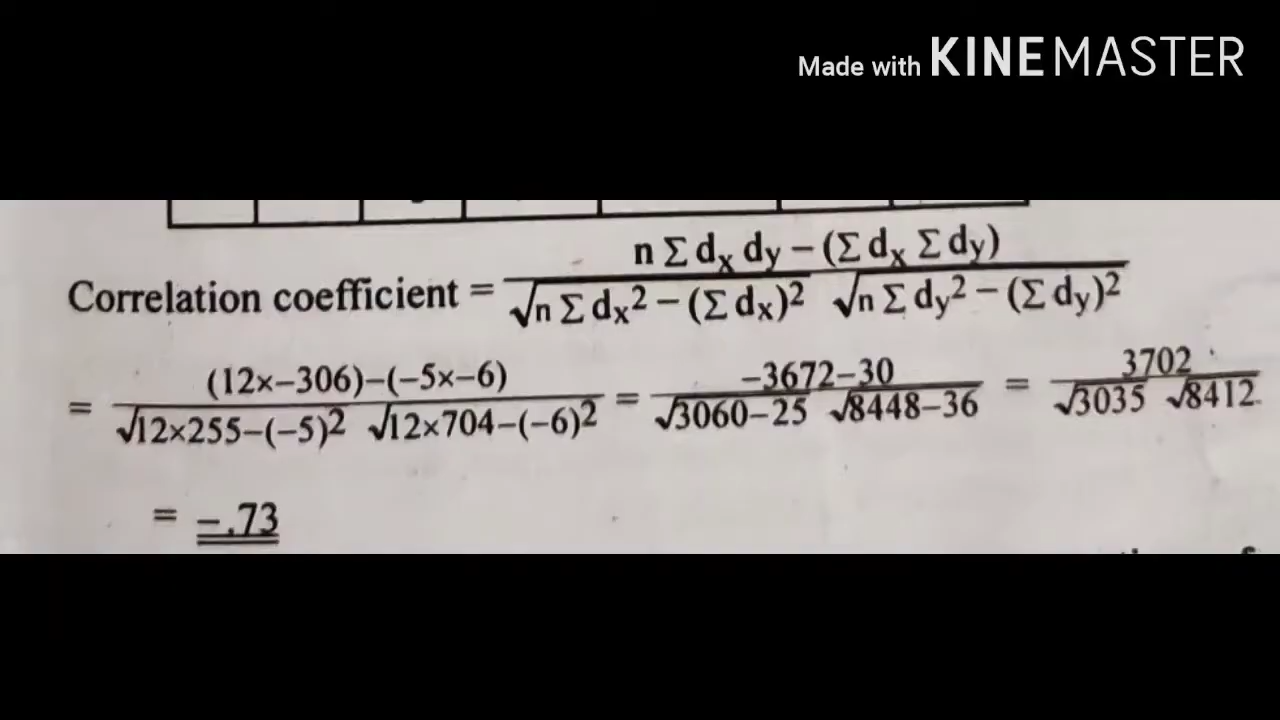 Made with KINEMASTER
Correlation coefficient = n Σ dₓ dy – (Σ dₓ Σ dy) / √n Σ dₓ2 – (Σ dₓ)2 √n Σ dy2 – (Σ dy)2
= (12×–306)–(–5×–6) / √12×255–(–5)2 √12×704–(–6)2 = –3672–30 / √3060–25 √8448–36 = 3702 / √3035 √8412
= –.73